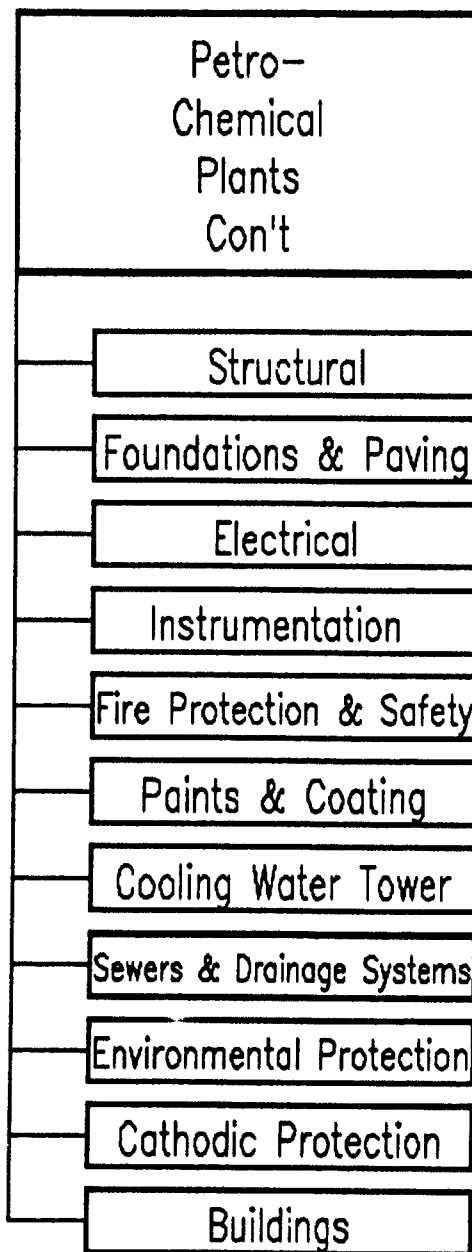 Petro-
Chemical
Plants
Con't
Structural
Foundations & Paving
Electrical
Instrumentation
Fire Protection & Safety
Paints & Coating
Cooling Water Tower
Sewers & Drainage Systems
Environmental Protection
Cathodic Protection
Buildings